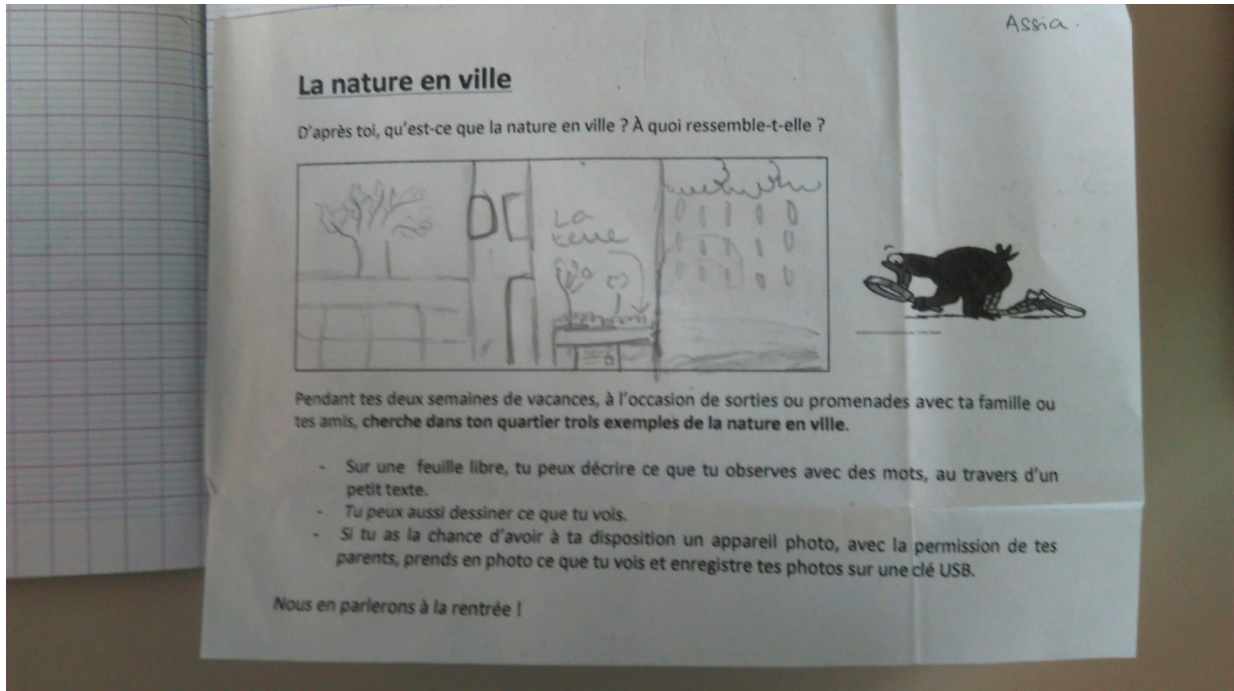 Assia.
La nature en ville
D'après toi, qu'est-ce que la nature en ville ? À quoi ressemble-t-elle ?
La
terre
Pendant tes deux semaines de vacances, à l'occasion de sorties ou promenades avec ta famille ou
tes amis, cherche dans ton quartier trois exemples de la nature en ville.
- Sur une feuille libre, tu peux décrire ce que tu observes avec des mots, au travers d'un
petit texte.
- Tu peux aussi dessiner ce que tu vois.
- Si tu as la chance d'avoir à ta disposition un appareil photo, avec la permission de tes
parents, prends en photo ce que tu vois et enregistre tes photos sur une clé USB.
Nous en parlerons à la rentrée !